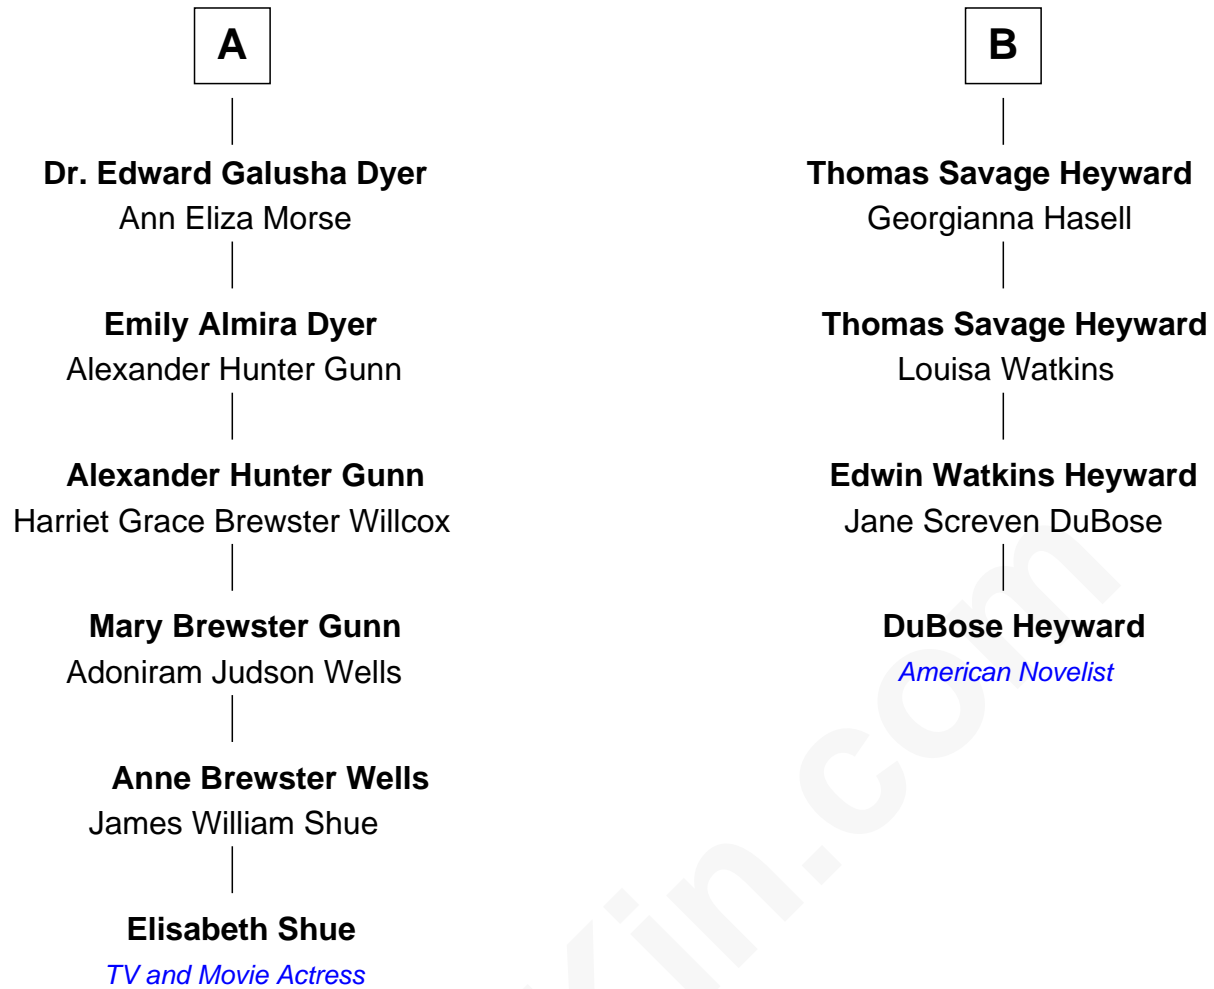 A
Dr. Edward Galusha Dyer
Ann Eliza Morse
Emily Almira Dyer
Alexander Hunter Gunn
Alexander Hunter Gunn
Harriet Grace Brewster Willcox
Mary Brewster Gunn
Adoniram Judson Wells
Anne Brewster Wells
James William Shue
Elisabeth Shue
TV and Movie Actress
B
Thomas Savage Heyward
Georgianna Hasell
Thomas Savage Heyward
Louisa Watkins
Edwin Watkins Heyward
Jane Screven DuBose
DuBose Heyward
American Novelist
Kin.com